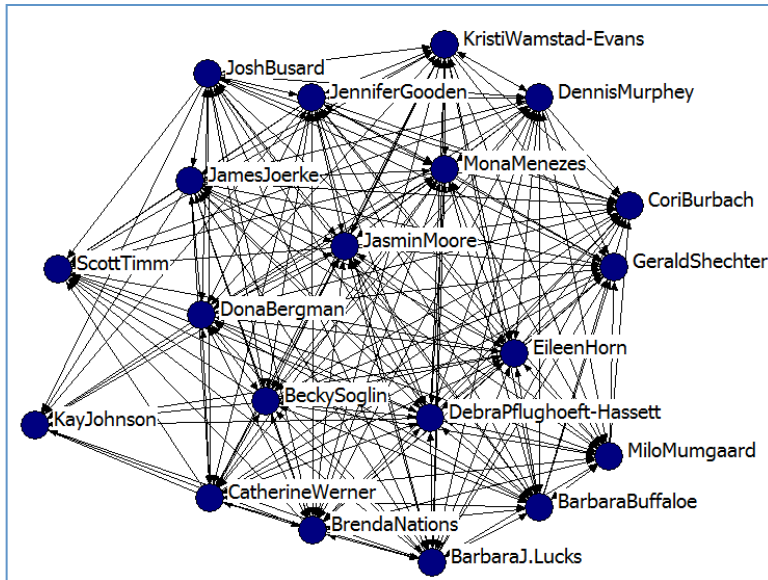 KristiWamstad-Evans
JoshBusard
JenniferGooden
DennisMurphey
MonaMenezes
JamesJoerke
CoriBurbach
JasminMoore
ScottTimm
GeraldShechter
DonaBergman
EileenHorn
BeckySoglin
DebraPflughoeft-Hassett
KayJohnson
MiloMumgaard
CatherineWerner
BarbaraBuffaloe
BrendaNations
BarbaraJ.Lucks